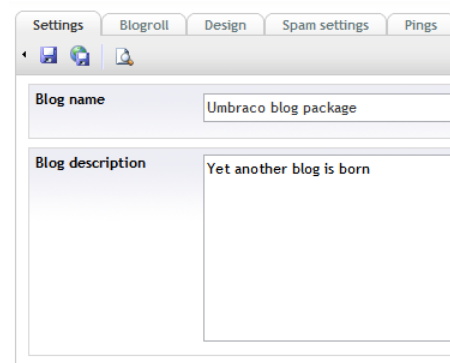 Settings Blogroll Design Spam settings Pings
Blog name Umbraco blog package
Blog description Yet another blog is born